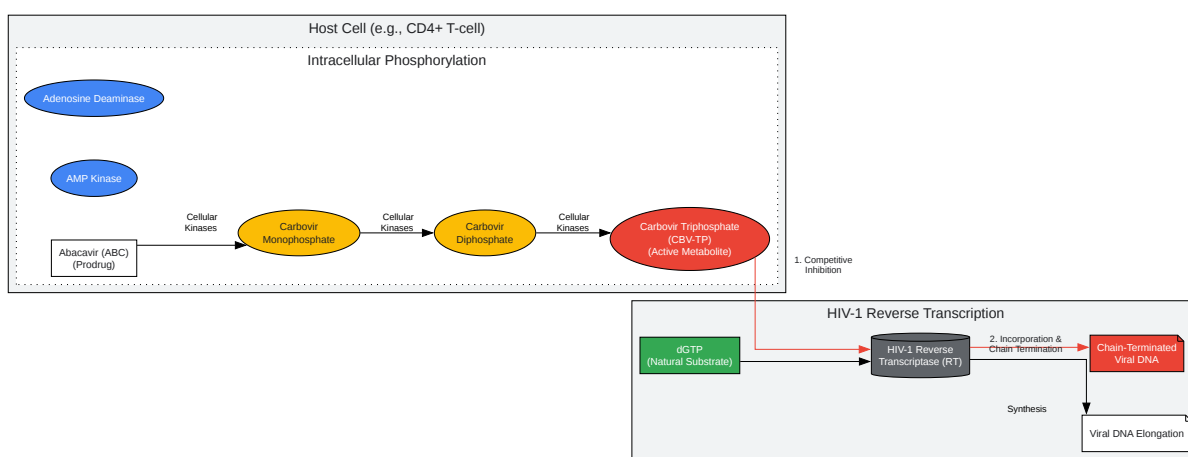 Host Cell (e.g., CD4+ T-cell)
Intracellular Phosphorylation
Adenosine Deaminase
AMP Kinase
Abacavir (ABC)
(Prodrug)
Cellular
Kinases
Carbovir
Monophosphate
Cellular
Kinases
Carbovir
Diphosphate
Cellular
Kinases
Carbovir Triphosphate
(CBV-TP)
(Active Metabolite)
1. Competitive
Inhibition
HIV-1 Reverse Transcription
dGTP
(Natural Substrate)
HIV-1 Reverse
Transcriptase (RT)
2. Incorporation &
Chain Termination
Chain-Terminated
Viral DNA
Synthesis
Viral DNA Elongation